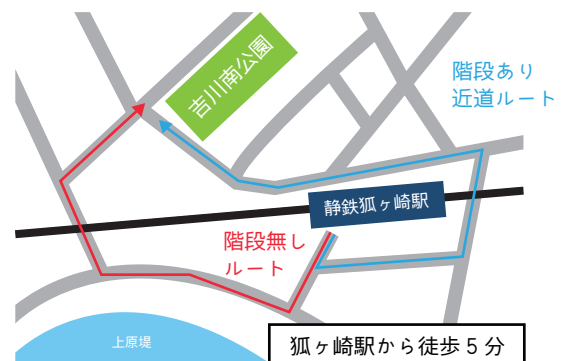 吉川南公園
階段あり
近道ルート
静鉄狐ヶ崎駅
階段無し
ルート
上原堤
狐ヶ崎駅から徒歩5分